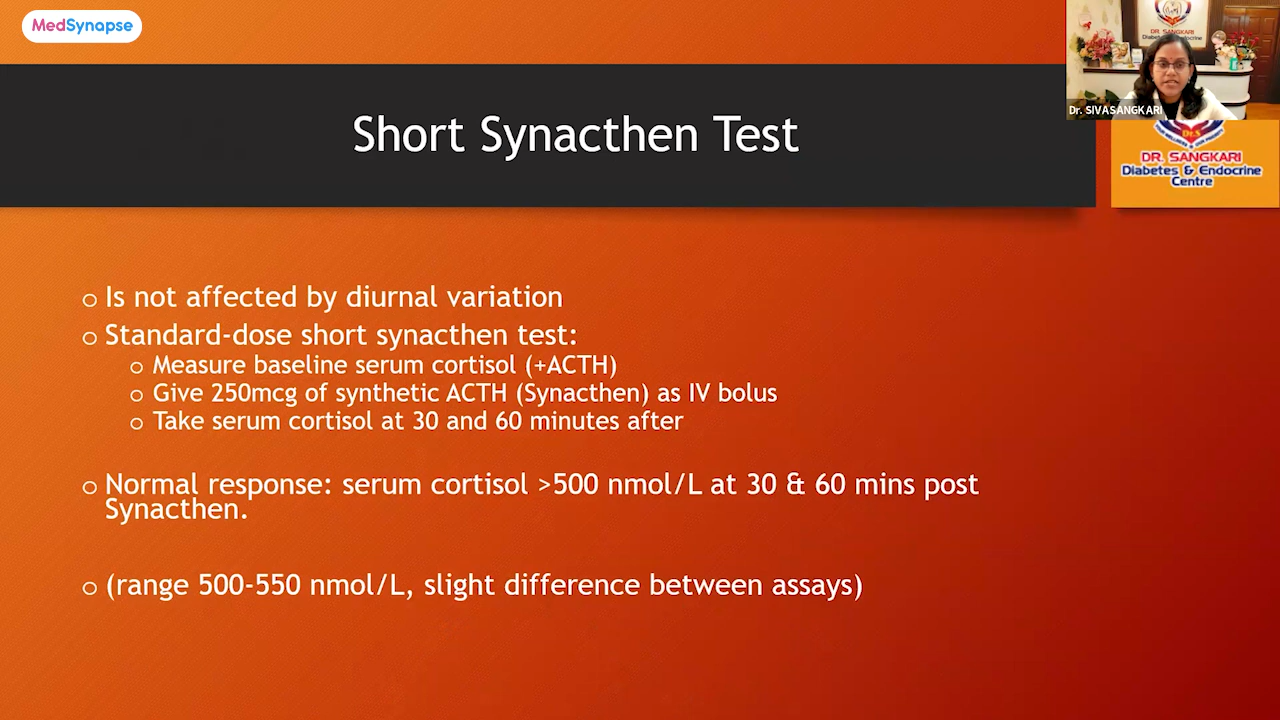 MedSynapse
Short Synacthen Test
Dr. SIVASANGKARI
DR. SANGKARI
Diabetes & Endocrine
Centre
o Is not affected by diurnal variation
o Standard-dose short synacthen test:
o Measure baseline serum cortisol (+ACTH)
o Give 250mcg of synthetic ACTH (Synacthen) as IV bolus
o Take serum cortisol at 30 and 60 minutes after
o Normal response: serum cortisol >500 nmol/L at 30 & 60 mins post
Synacthen.
o (range 500-550 nmol/L, slight difference between assays)